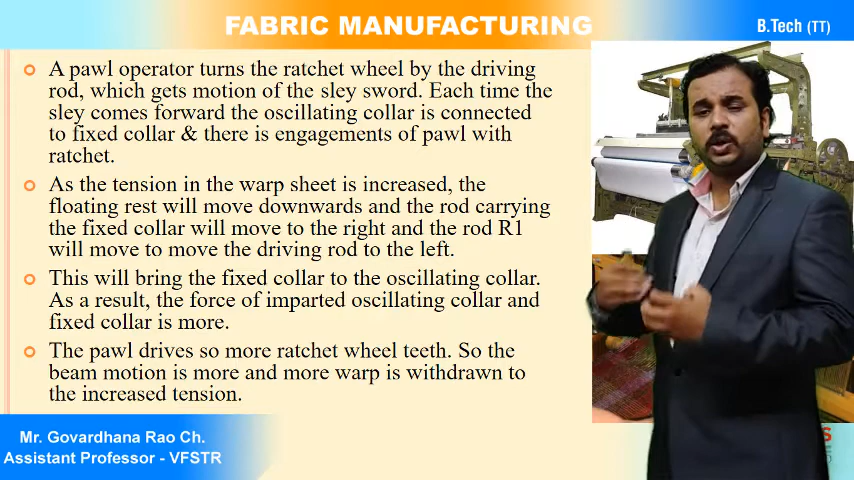 FABRIC MANUFACTURING
B.Tech (TT)
A pawl operator turns the ratchet wheel by the driving
rod, which gets motion of the sley sword. Each time the
sley comes forward the oscillating collar is connected
to fixed collar & there is engagements of pawl with
ratchet.
As the tension in the warp sheet is increased, the
floating rest will move downwards and the rod carrying
the fixed collar will move to the right and the rod R1
will move to move the driving rod to the left.
This will bring the fixed collar to the oscillating collar.
As a result, the force of imparted oscillating collar and
fixed collar is more.
The pawl drives so more ratchet wheel teeth. So the
beam motion is more and more warp is withdrawn to
the increased tension.
Mr. Govardhana Rao Ch.
Assistant Professor - VFSTR